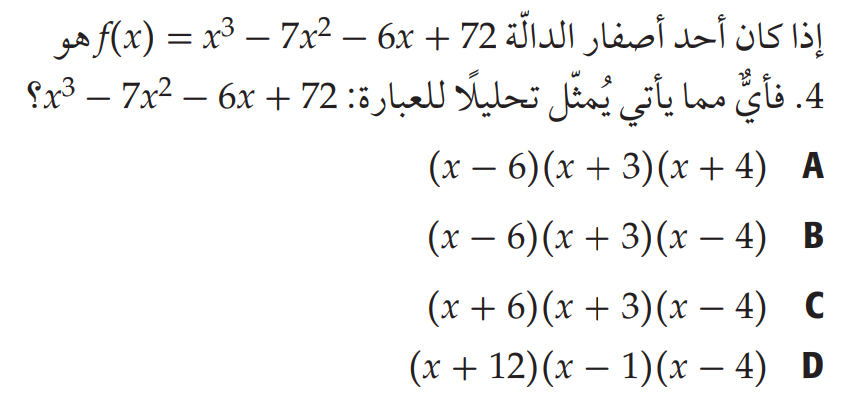 إذا كان أحد أصفار الدالّة f(x) = x³ − 7x² − 6x + 72 هو
4. فأيٌّ مما يأتي يُمثّل تحليلًا للعبارة: x³ − 7x² − 6x + 72؟
A (x − 6)(x + 3)(x + 4)
B (x − 6)(x + 3)(x − 4)
C (x + 6)(x + 3)(x − 4)
D (x + 12)(x − 1)(x − 4)